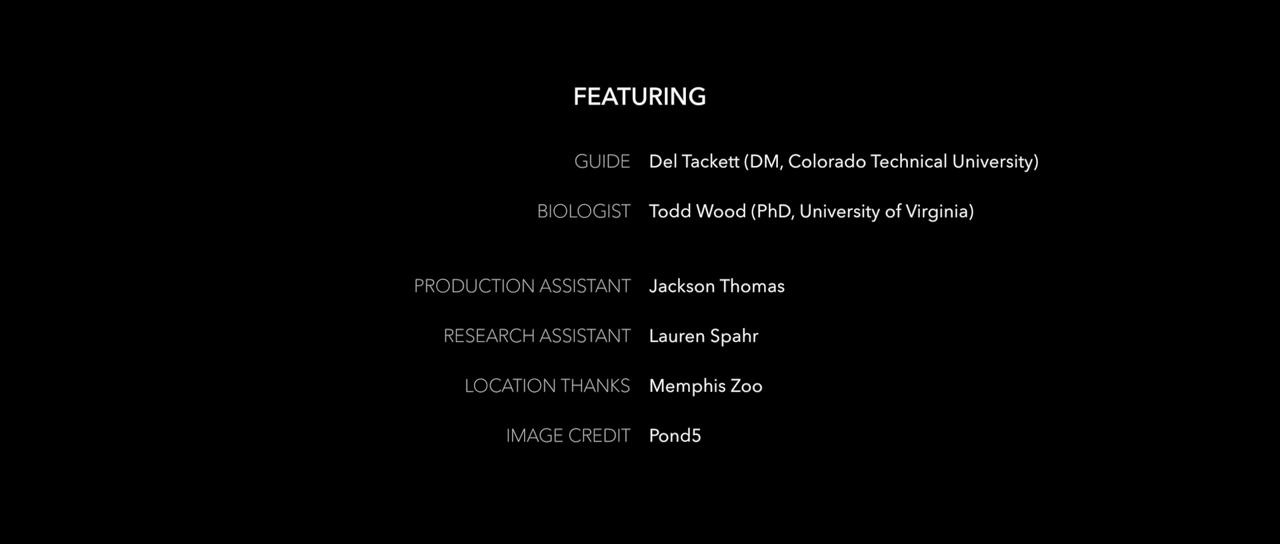 FEATURING
GUIDE Del Tackett (DM, Colorado Technical University)
BIOLOGIST Todd Wood (PhD, University of Virginia)
PRODUCTION ASSISTANT Jackson Thomas
RESEARCH ASSISTANT Lauren Spahr
LOCATION THANKS Memphis Zoo
IMAGE CREDIT Pond5